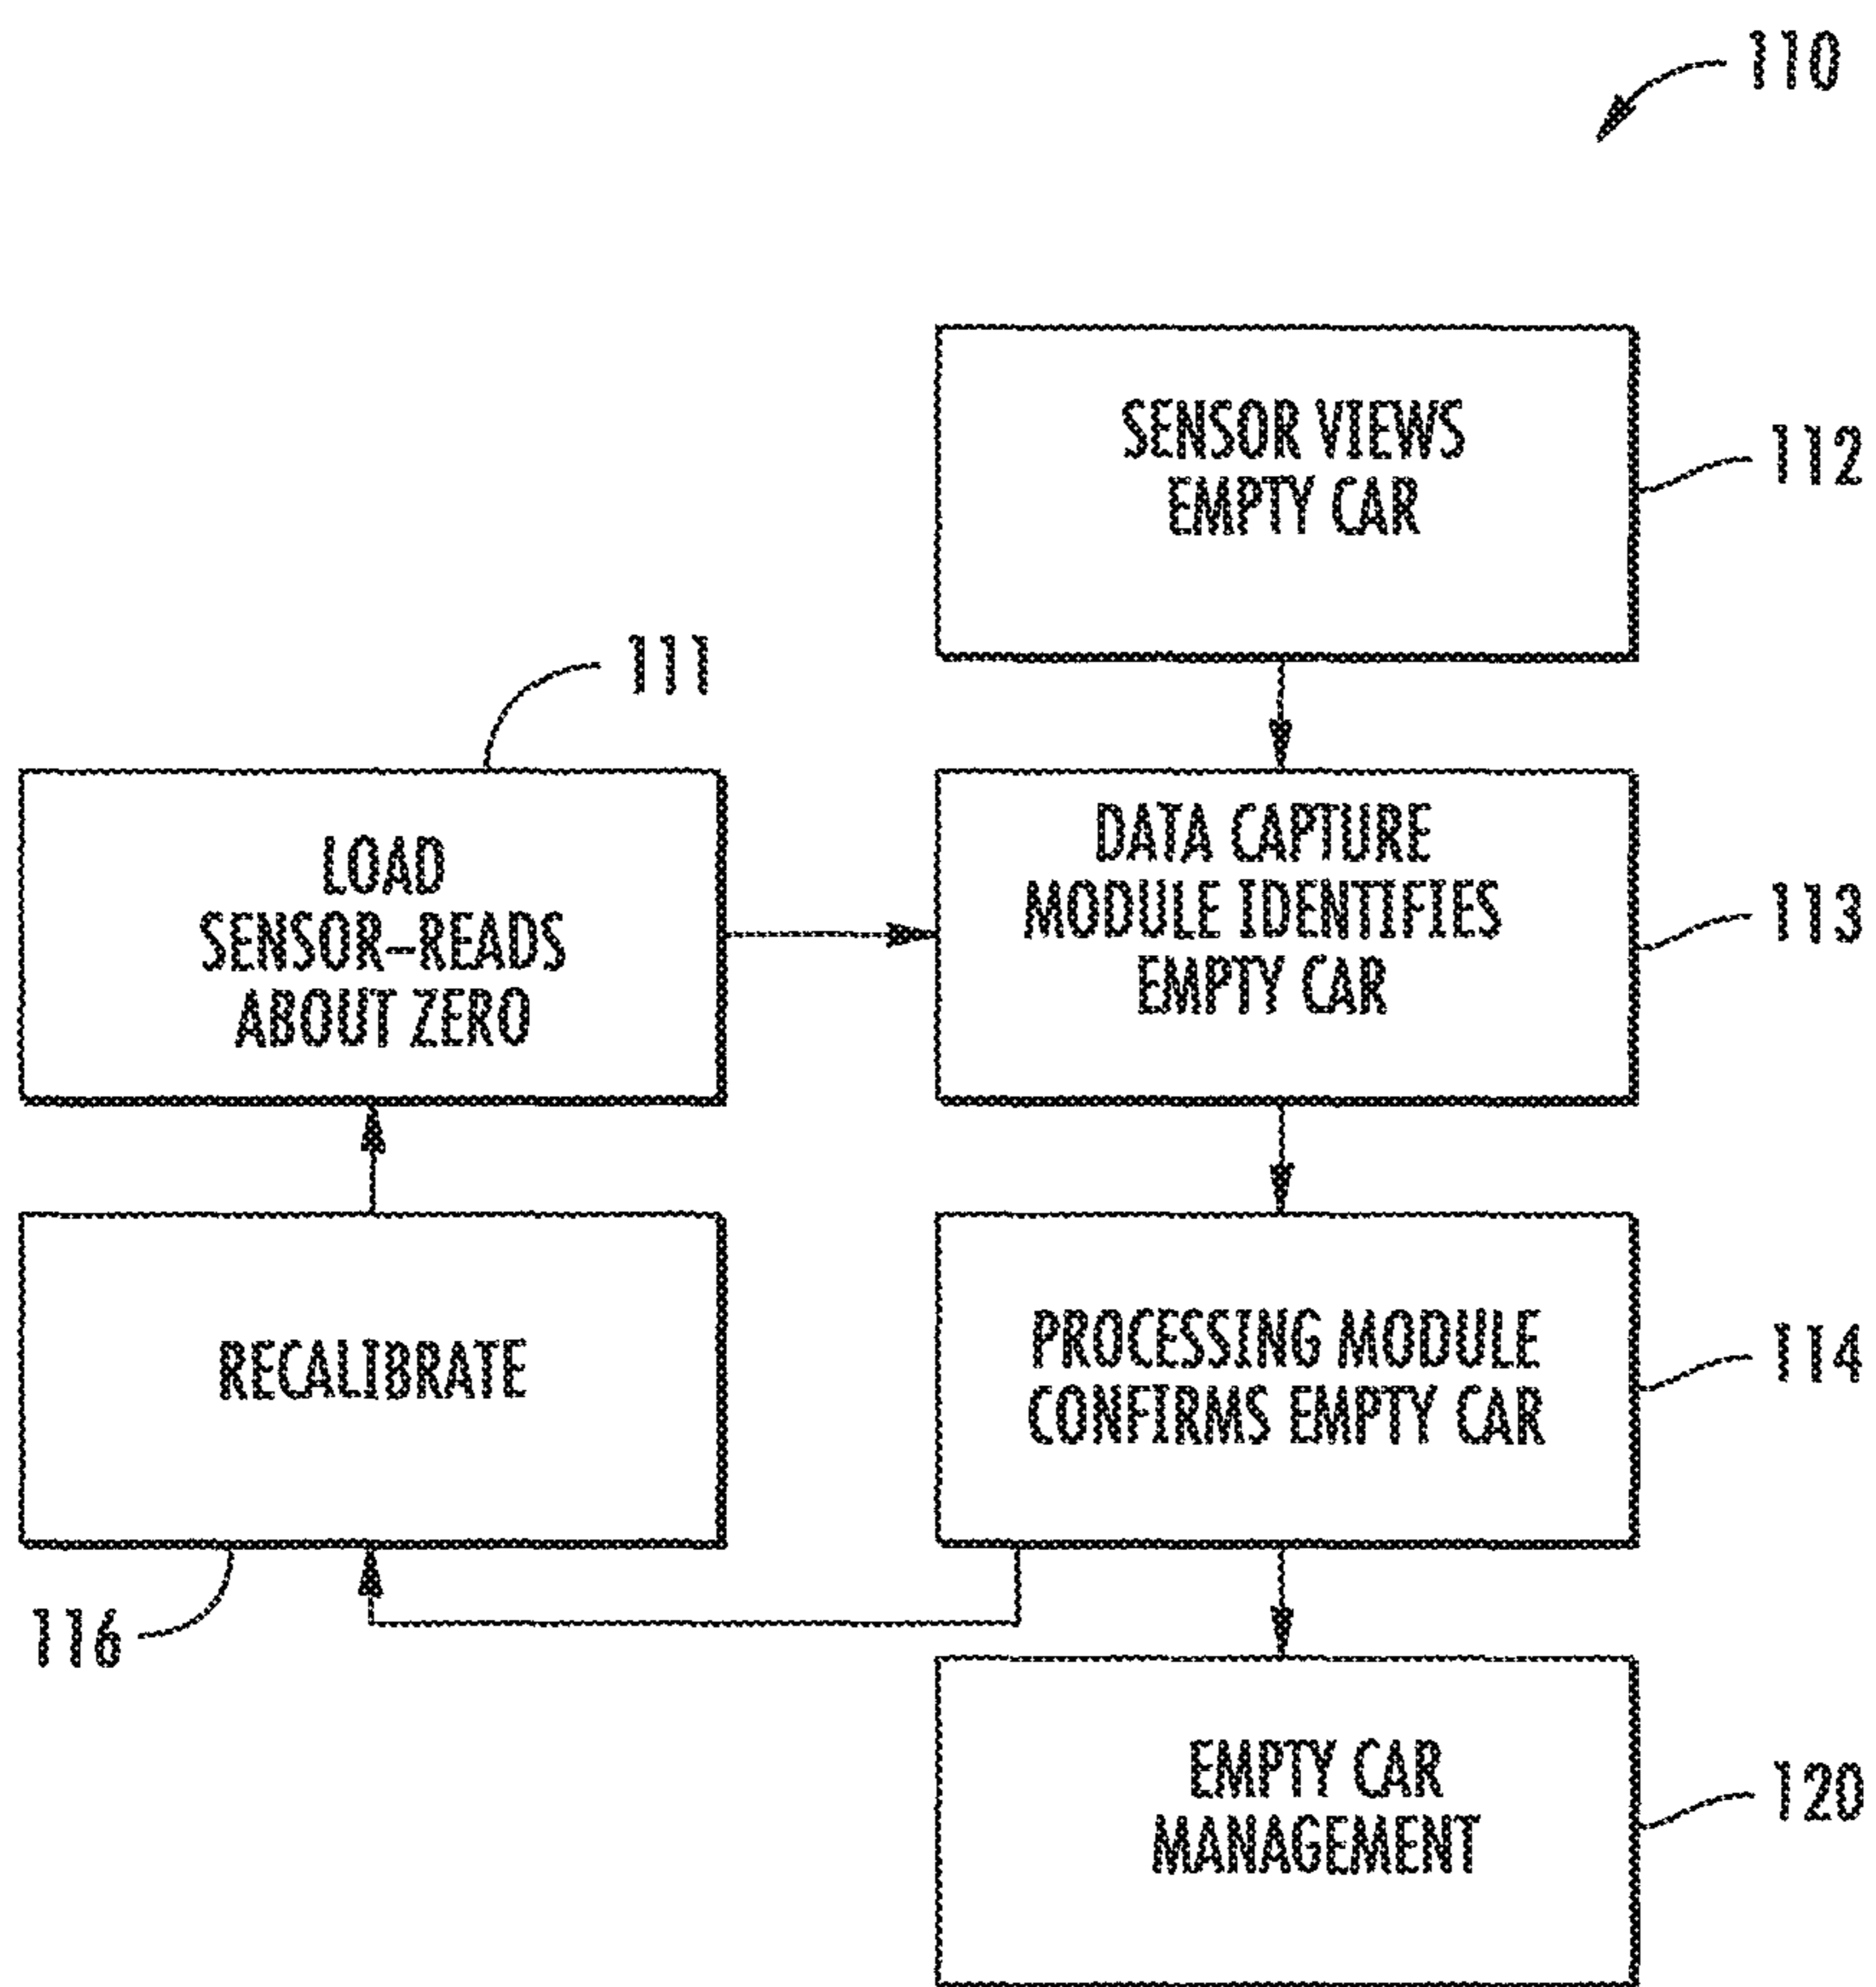 110
SENSOR VIEWS
EMPTY CAR
112
111
LOAD
SENSOR-READS
ABOUT ZERO
DATA CAPTURE
MODULE IDENTIFIES
EMPTY CAR
113
RECALIBRATE
116
PROCESSING MODULE
CONFIRMS EMPTY CAR
114
EMPTY CAR
MANAGEMENT
120